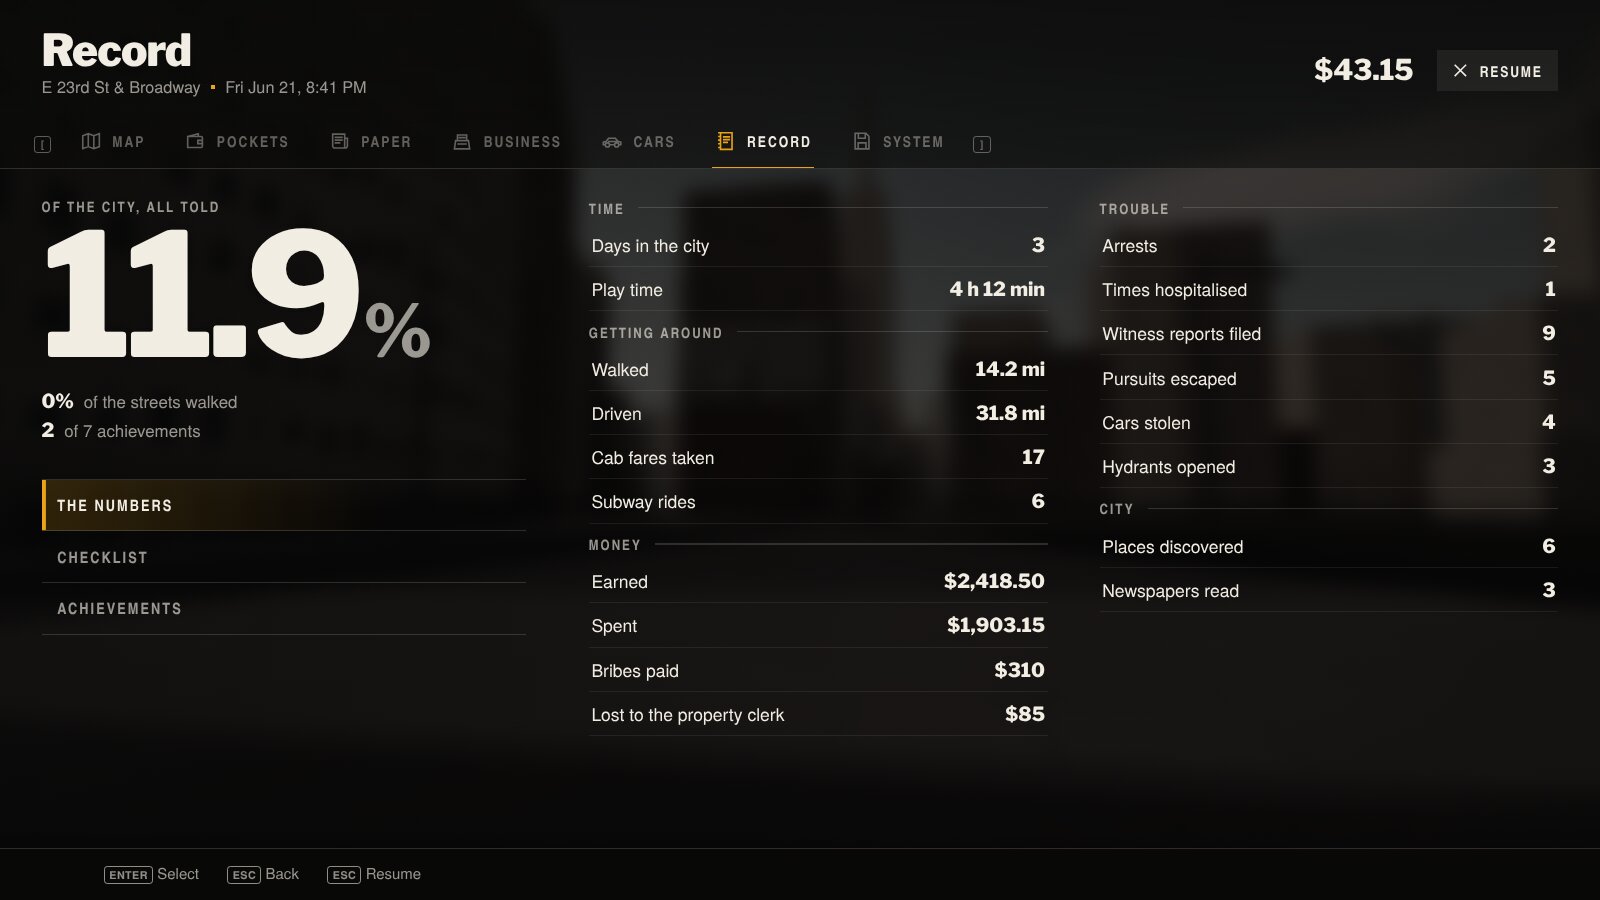 Record
E 23rd St & Broadway • Fri Jun 21, 8:41 PM
$43.15
RESUME
[ MAP POCKETS PAPER BUSINESS CARS RECORD SYSTEM ]
OF THE CITY, ALL TOLD
11.9%
0% of the streets walked
2 of 7 achievements
THE NUMBERS
CHECKLIST
ACHIEVEMENTS
TIME
Days in the city 3
Play time 4 h 12 min
GETTING AROUND
Walked 14.2 mi
Driven 31.8 mi
Cab fares taken 17
Subway rides 6
MONEY
Earned $2,418.50
Spent $1,903.15
Bribes paid $310
Lost to the property clerk $85
TROUBLE
Arrests 2
Times hospitalised 1
Witness reports filed 9
Pursuits escaped 5
Cars stolen 4
Hydrants opened 3
CITY
Places discovered 6
Newspapers read 3
ENTER Select ESC Back ESC Resume